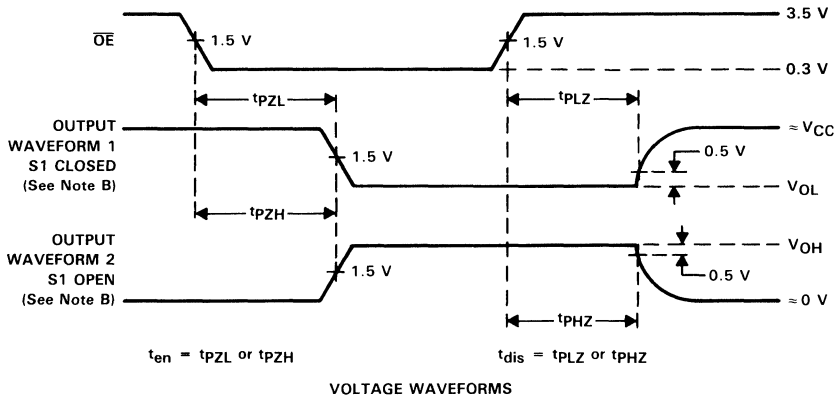 3.5 V
O̅E̅
1.5 V
1.5 V
0.3 V
tPZL
tPLZ
OUTPUT
WAVEFORM 1
S1 CLOSED
(See Note B)
≈ VCC
1.5 V
0.5 V
VOL
tPZH
OUTPUT
WAVEFORM 2
S1 OPEN
(See Note B)
VOH
1.5 V
0.5 V
≈ 0 V
tPHZ
ten = tPZL or tPZH
tdis = tPLZ or tPHZ
VOLTAGE WAVEFORMS